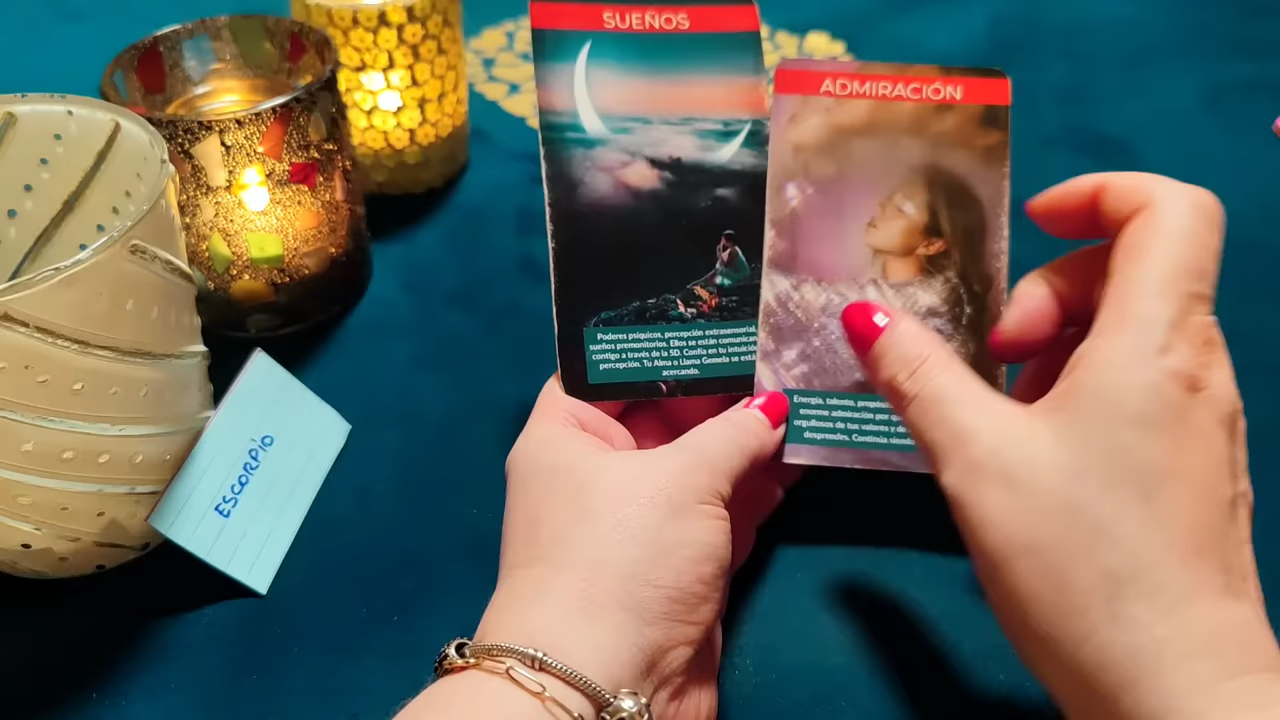 SUEÑOS
Poderes psíquicos, percepción extrasensorial,
sueños premonitorios. Ellos se están comunican
contigo a través de la 5D. Confía en tu intuición
percepción. Tu Alma o Llama Gemela se está
acercando.
ADMIRACIÓN
Energía, talento, propósit
enorme admiración por q
orgullosos de tus valores y de
desprendes. Continúa siend
ESCORPIO